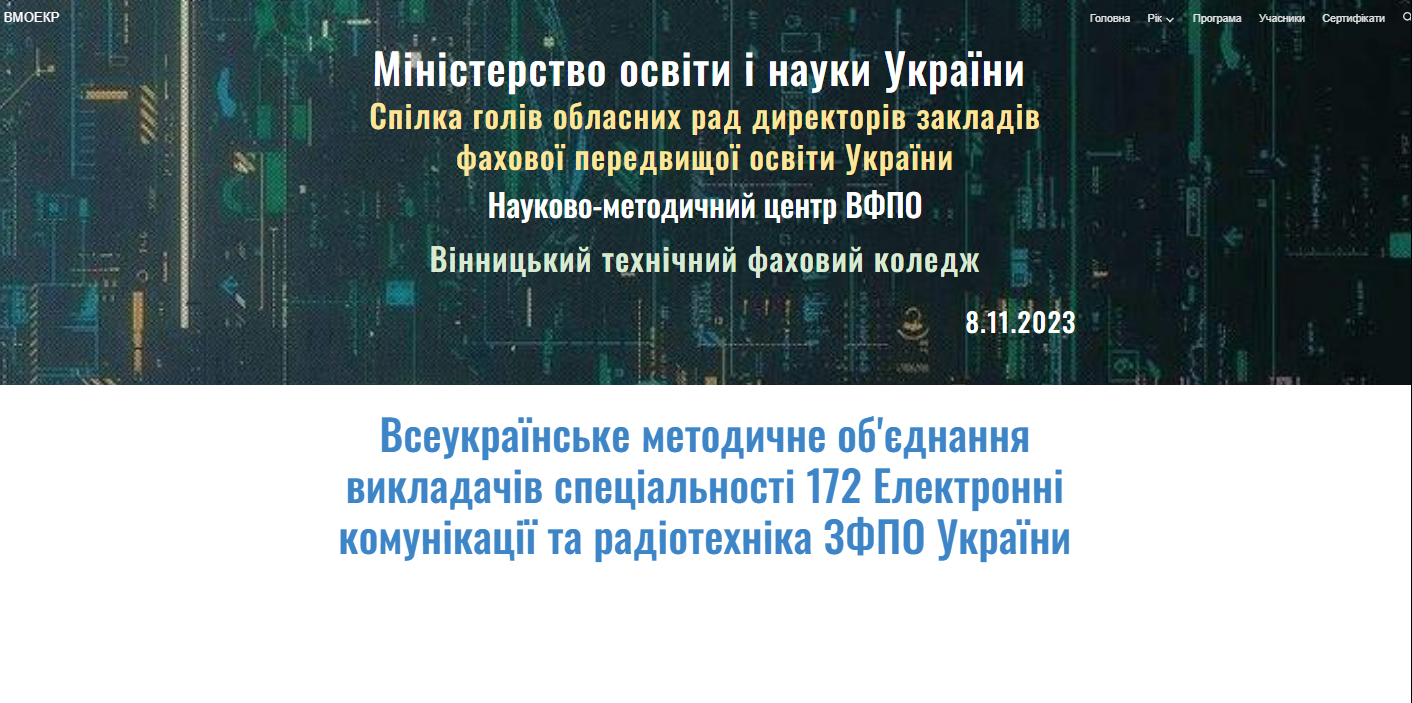 ВМОЕКР
Головна Рік Програма Учасники Сертифікати
Міністерство освіти і науки України
Спілка голів обласних рад директорів закладів
фахової передвищої освіти України
Науково-методичний центр ВФПО
Вінницький технічний фаховий коледж
8.11.2023
Всеукраїнське методичне об'єднання
викладачів спеціальності 172 Електронні
комунікації та радіотехніка ЗФПО України